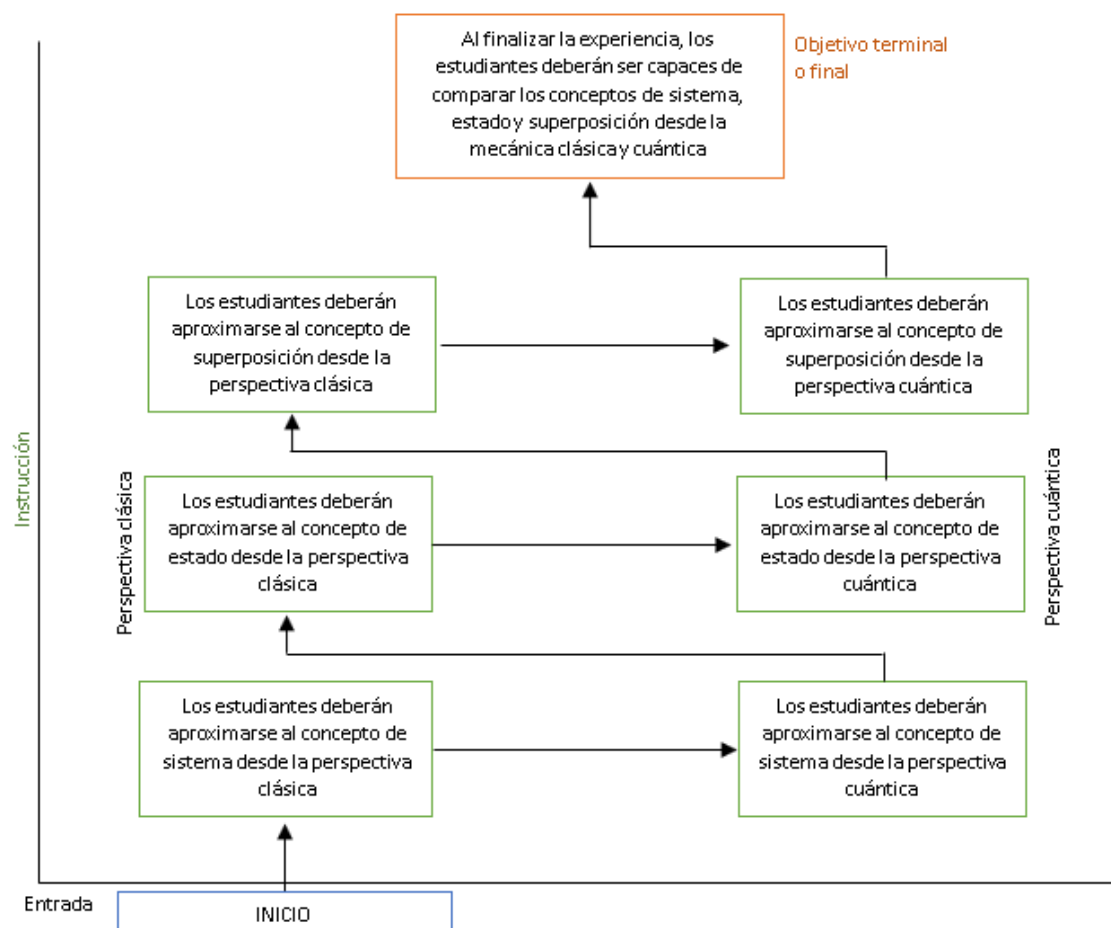 Al finalizar la experiencia, los
estudiantes deberán ser capaces de
comparar los conceptos de sistema,
estado y superposición desde la
mecánica clásica y cuántica
Objetivo terminal
o final
Los estudiantes deberán
aproximarse al concepto de
superposición desde la
perspectiva clásica
Los estudiantes deberán
aproximarse al concepto de
superposición desde la
perspectiva cuántica
Instrucción
Perspectiva clásica
Los estudiantes deberán
aproximarse al concepto de
estado desde la perspectiva
clásica
Los estudiantes deberán
aproximarse al concepto de
estado desde la perspectiva
cuántica
Perspectiva cuántica
Los estudiantes deberán
aproximarse al concepto de
sistema desde la perspectiva
clásica
Los estudiantes deberán
aproximarse al concepto de
sistema desde la perspectiva
cuántica
Entrada
INICIO